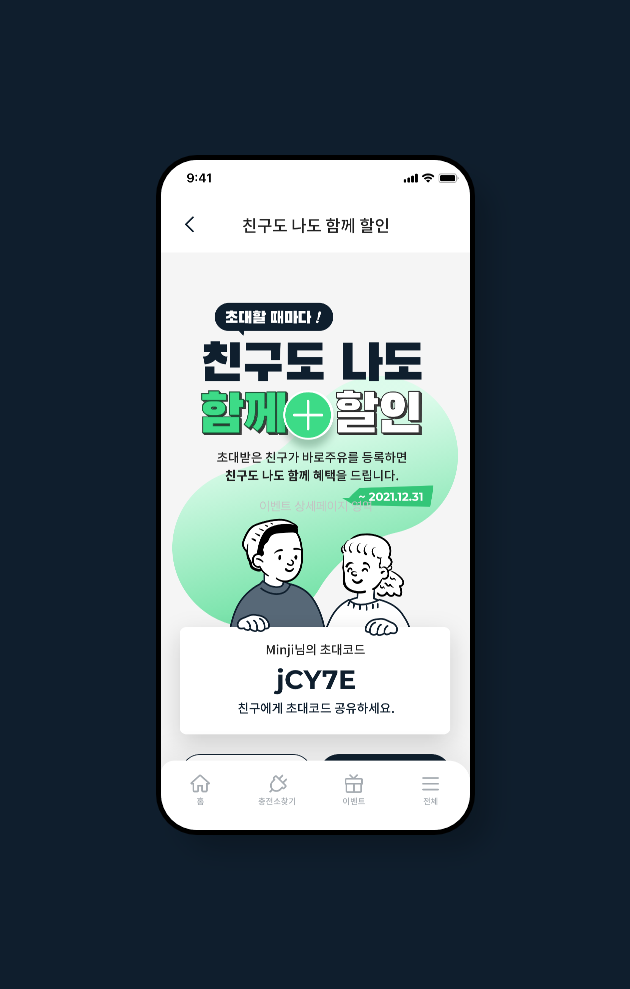 9:41
친구도 나도 함께 할인
초대할 때마다 !
친구도 나도
함께+할인
초대받은 친구가 바로주유를 등록하면
친구도 나도 함께 혜택을 드립니다.
~ 2021.12.31
이벤트 상세페이지 영역
Minji님의 초대코드
jCY7E
친구에게 초대코드 공유하세요.
홈
충전소찾기
이벤트
전체